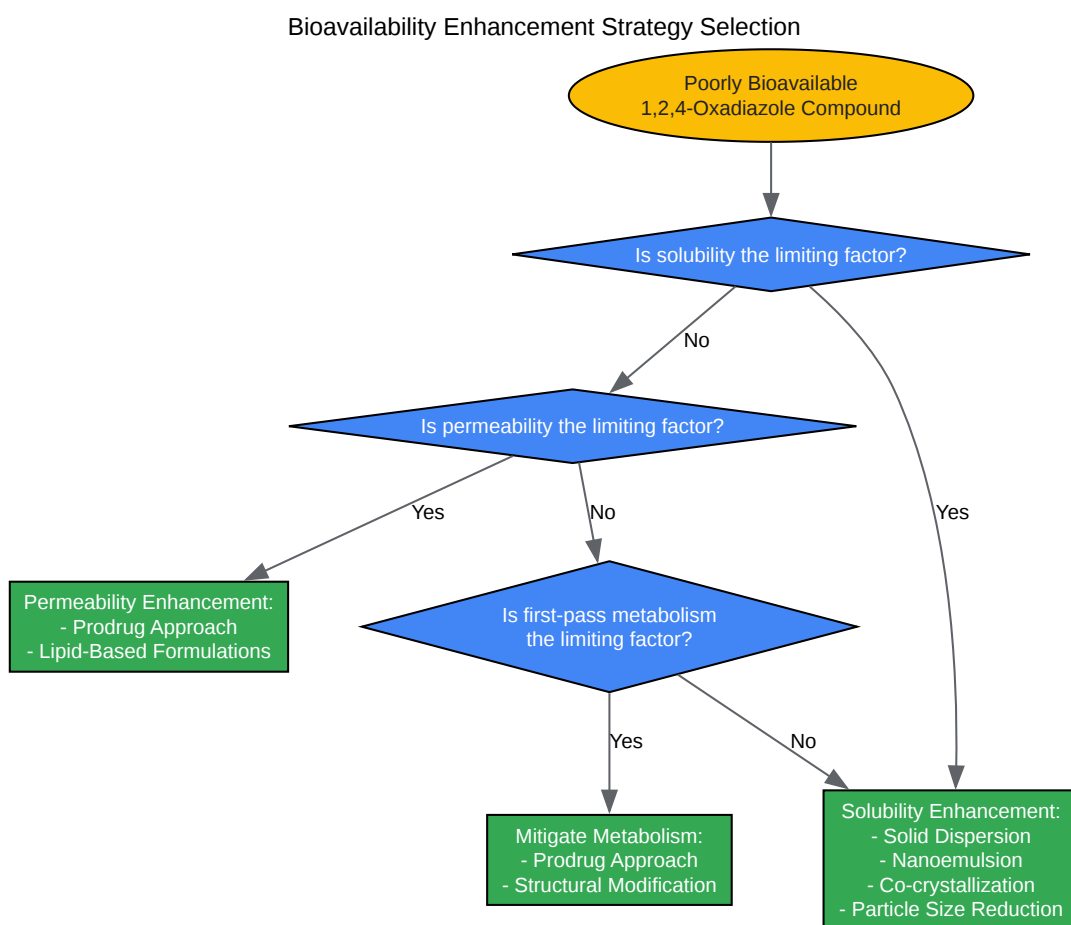 Bioavailability Enhancement Strategy Selection
Poorly Bioavailable
1,2,4-Oxadiazole Compound
Is solubility the limiting factor?
No
Is permeability the limiting factor?
Yes
No
Yes
Permeability Enhancement:
- Prodrug Approach
- Lipid-Based Formulations
Is first-pass metabolism
the limiting factor?
Yes
No
Mitigate Metabolism:
- Prodrug Approach
- Structural Modification
Solubility Enhancement:
- Solid Dispersion
- Nanoemulsion
- Co-crystallization
- Particle Size Reduction